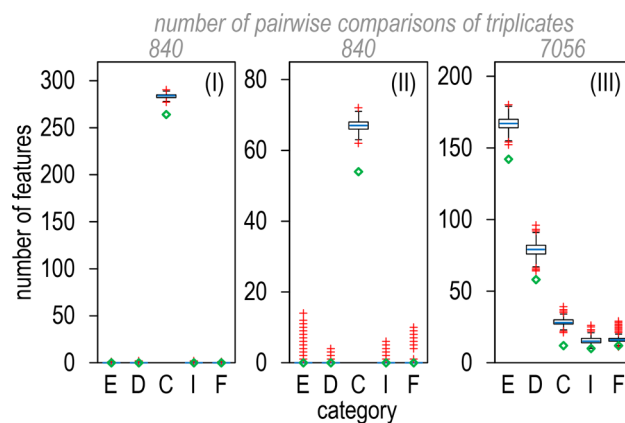 number of pairwise comparisons of triplicates
840 840 7056
300 (I) 80 (II) 200 (III)
250
200
150
100
50
0
60
40
20
0
150
100
50
0
number of features
E D C I F E D C I F E D C I F
category